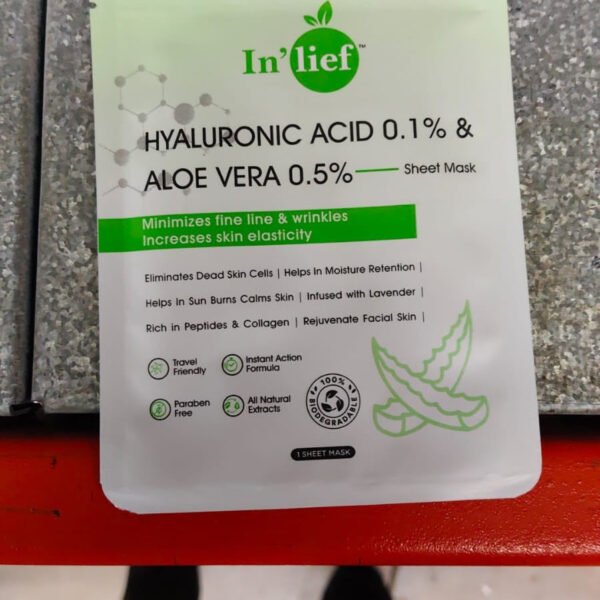 In'lief™
HYALURONIC ACID 0.1% &
ALOE VERA 0.5% — Sheet Mask
Minimizes fine line & wrinkles
Increases skin elasticity
Eliminates Dead Skin Cells | Helps In Moisture Retention |
Helps In Sun Burns Calms Skin | Infused with Lavender |
Rich in Peptides & Collagen | Rejuvenate Facial Skin |
Travel
Friendly
Instant Action
Formula
Paraben
Free
All Natural
Extracts
100%
BIODEGRADABLE
1 SHEET MASK